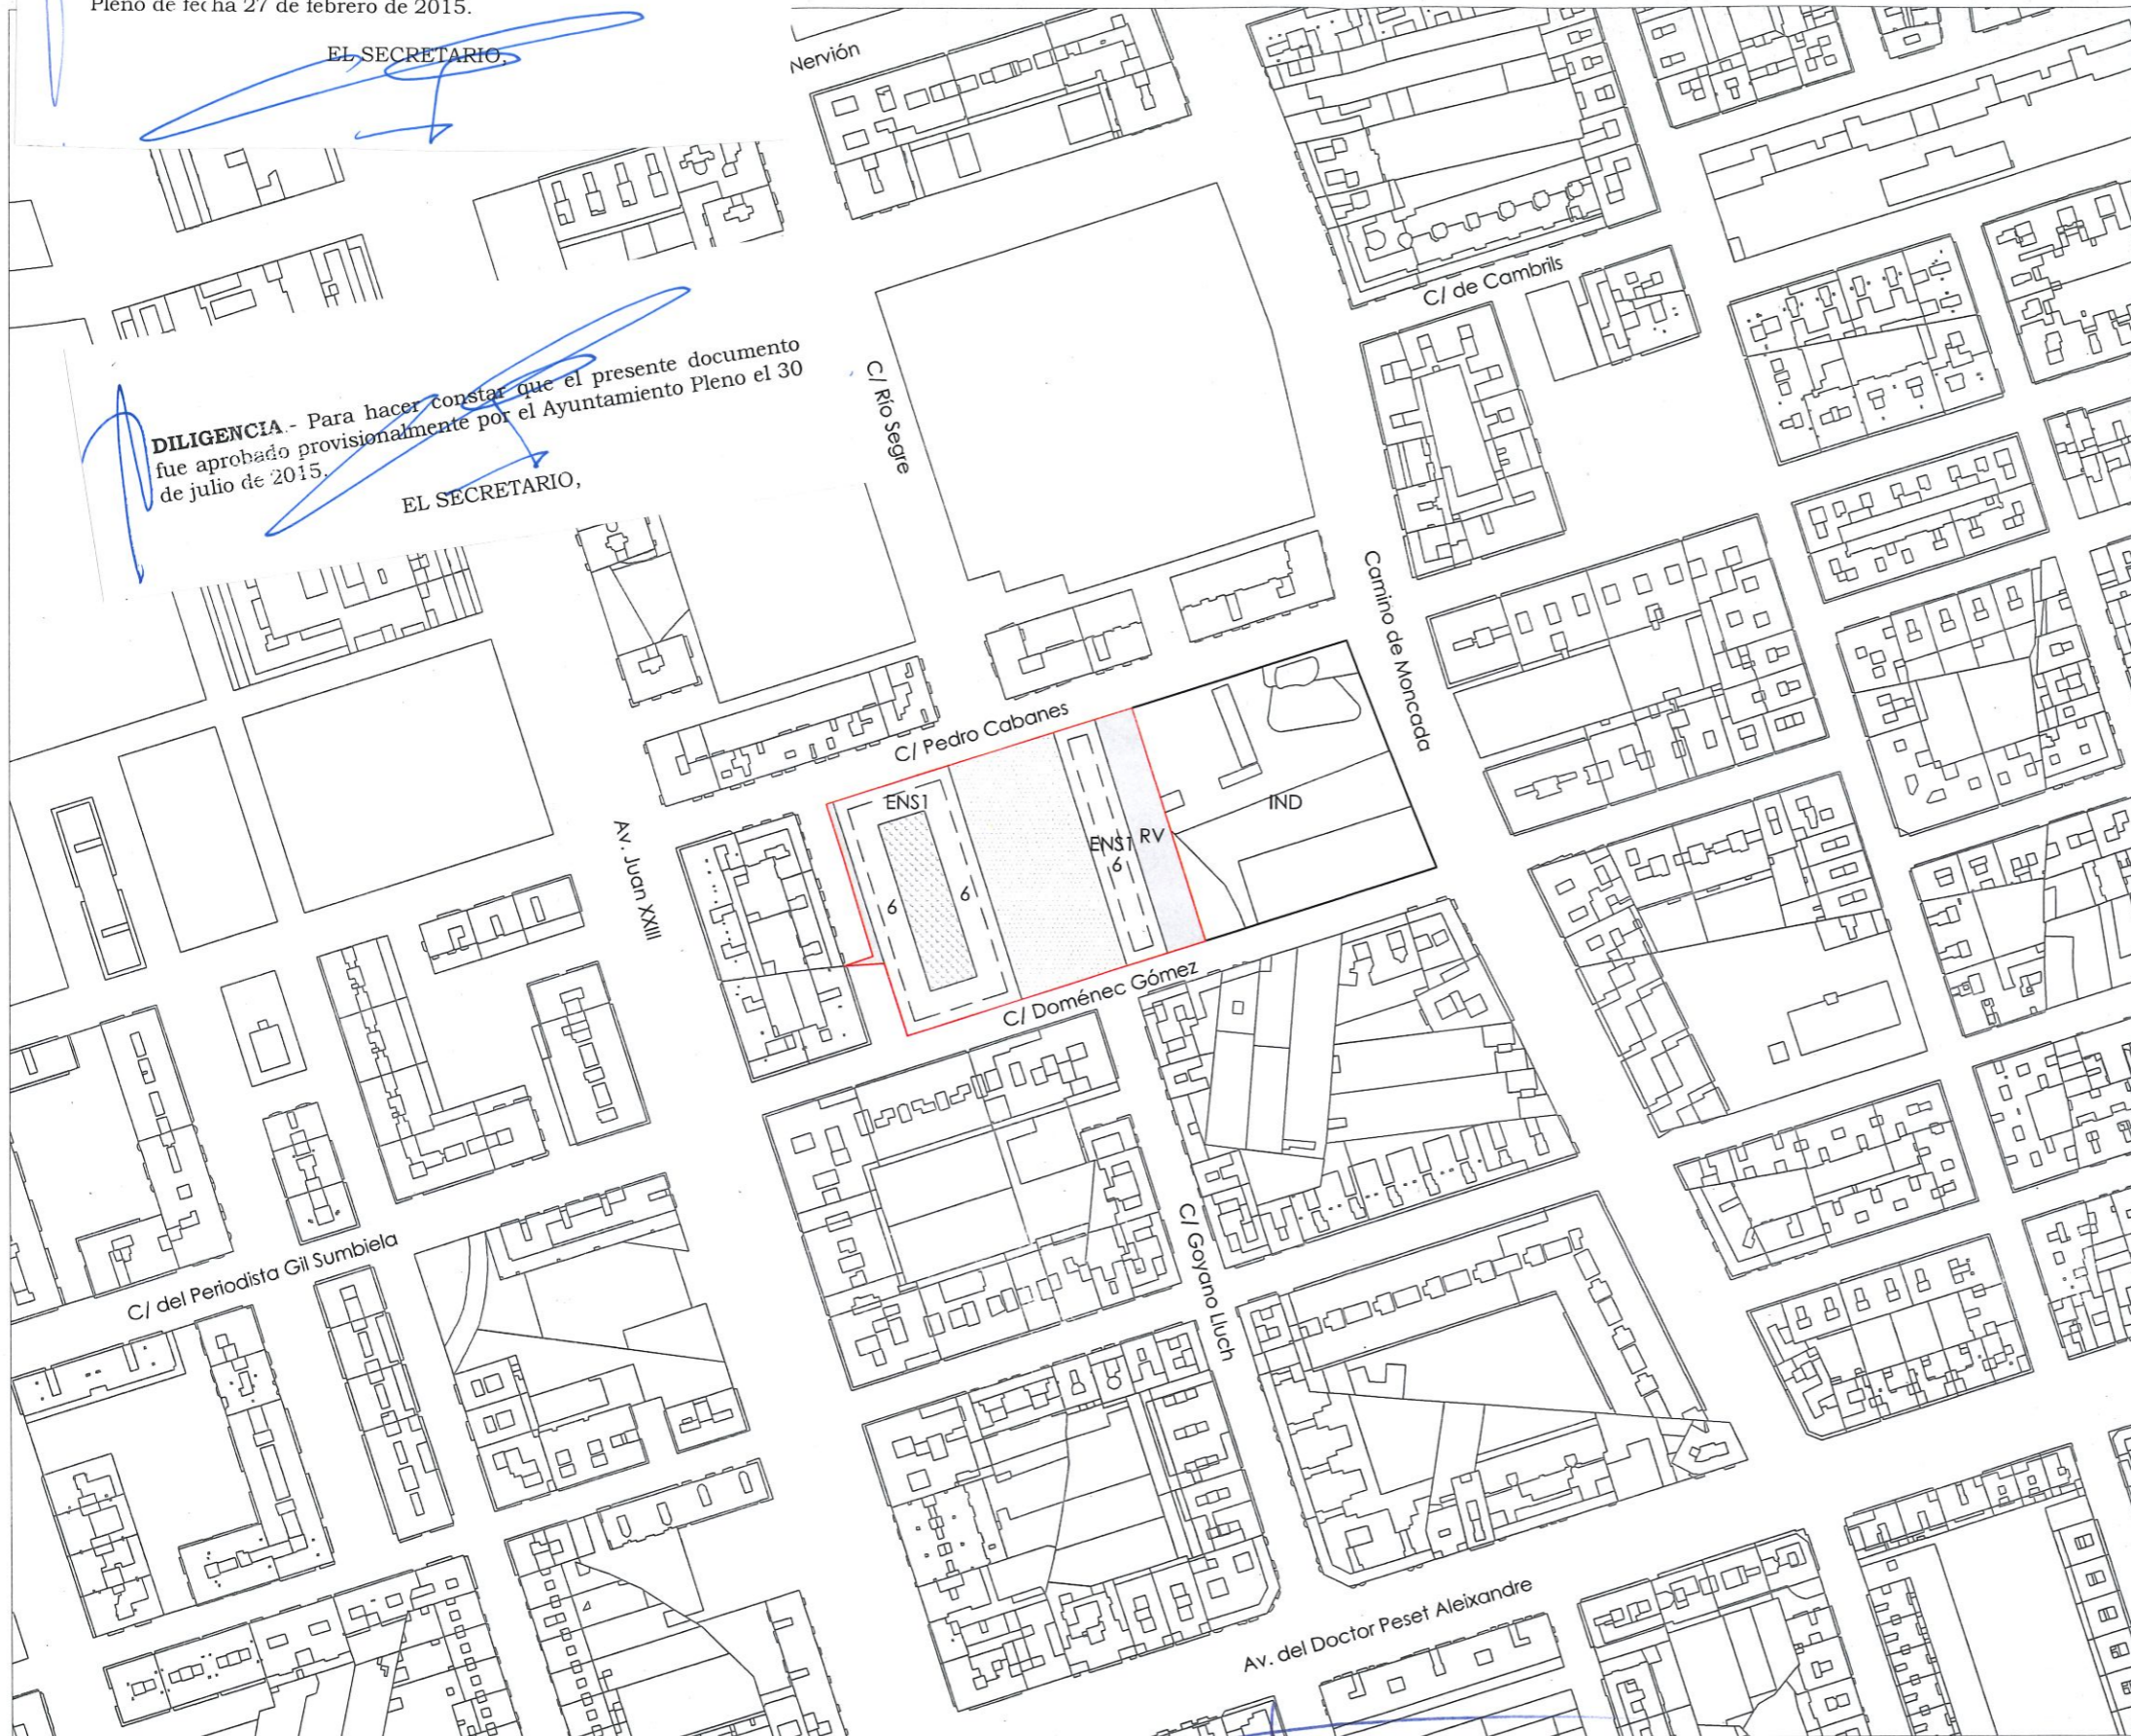 Pleno de fecha 27 de febrero de 2015.
EL SECRETARIO,
Nervión
C/ de Cambrils
DILIGENCIA.- Para hacer constar que el presente documento
fue aprobado provisionalmente por el Ayuntamiento Pleno el 30
de julio de 2015.
EL SECRETARIO,
C/ Río Segre
Camino de Moncada
C/ Pedro Cabanes
ENS1
IND
ENS1 RV
6
6
6
Av. Juan XXIII
C/ Doménec Gómez
C/ Goyano Lluch
C/ del Periodista Gil Sumbiela
Av. del Doctor Peset Aleixandre